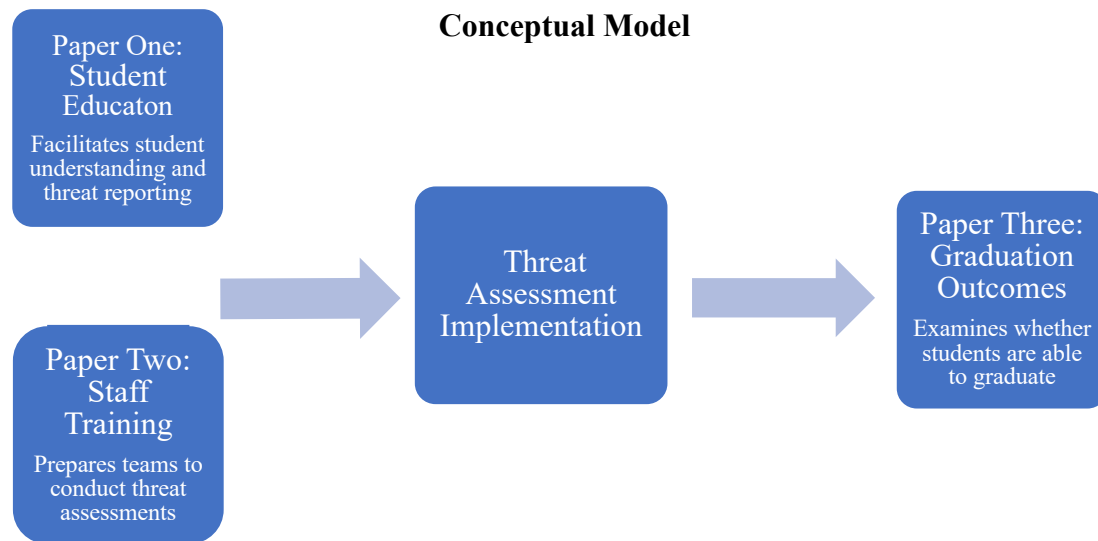 Conceptual Model
Paper One:
Student
Educaton
Facilitates student
understanding and
threat reporting
Paper Two:
Staff
Training
Prepares teams to
conduct threat
assessments
Threat
Assessment
Implementation
Paper Three:
Graduation
Outcomes
Examines whether
students are able
to graduate